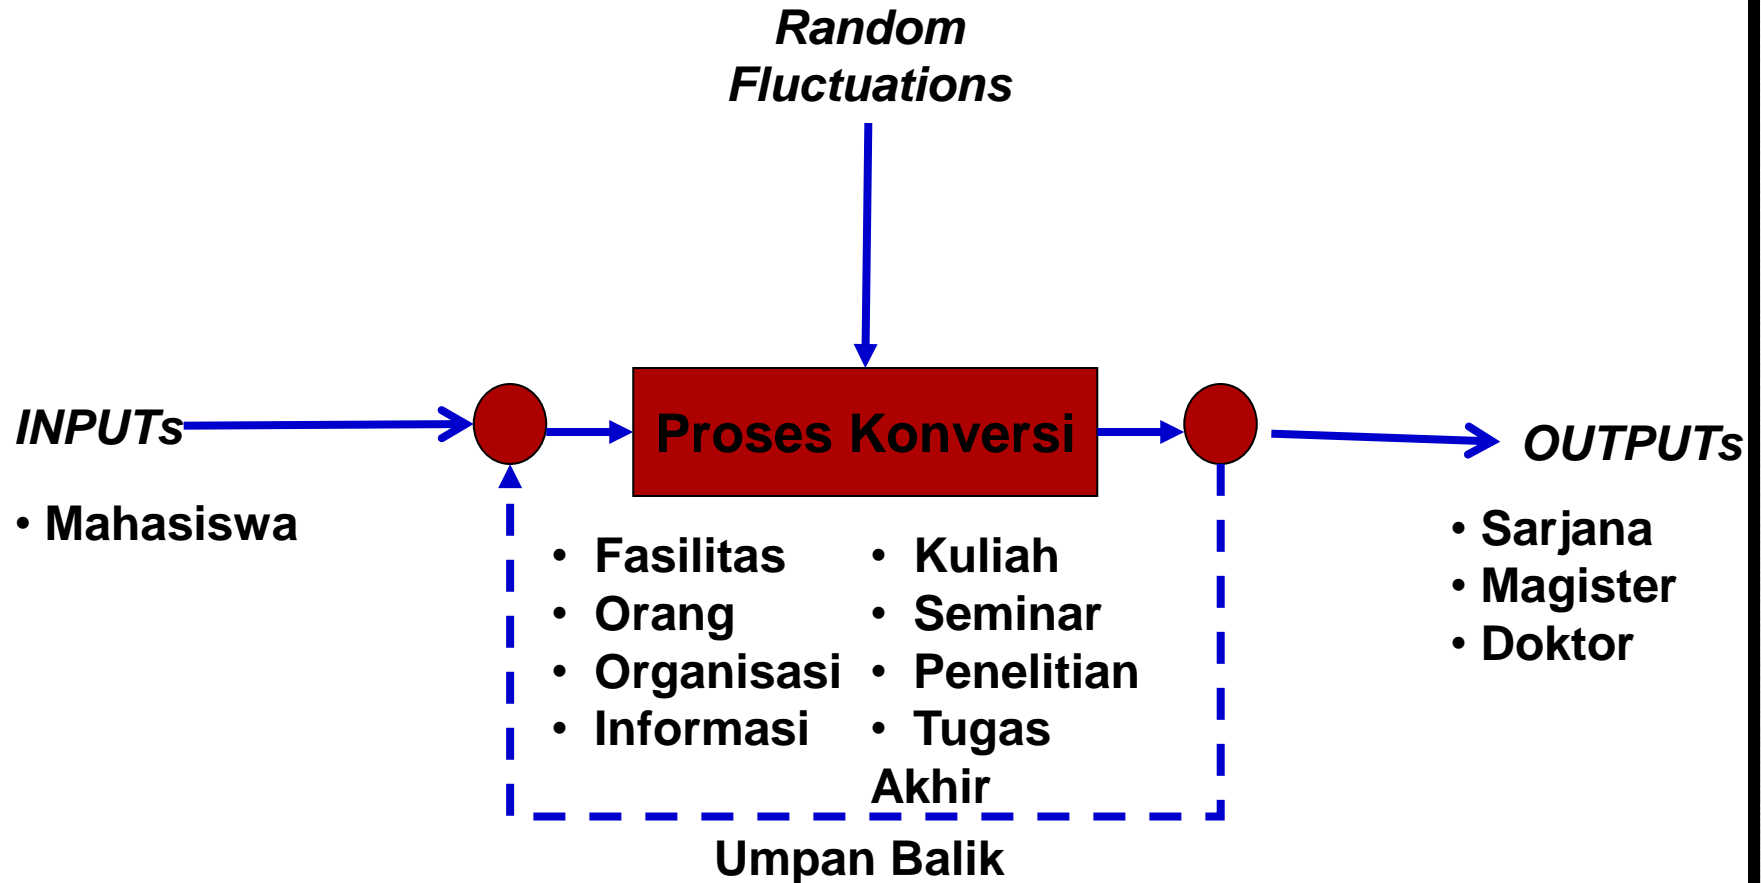 Random
Fluctuations
INPUTs
Proses Konversi
OUTPUTs
• Mahasiswa
• Fasilitas
• Orang
• Organisasi
• Informasi
• Kuliah
• Seminar
• Penelitian
• Tugas
Akhir
• Sarjana
• Magister
• Doktor
Umpan Balik